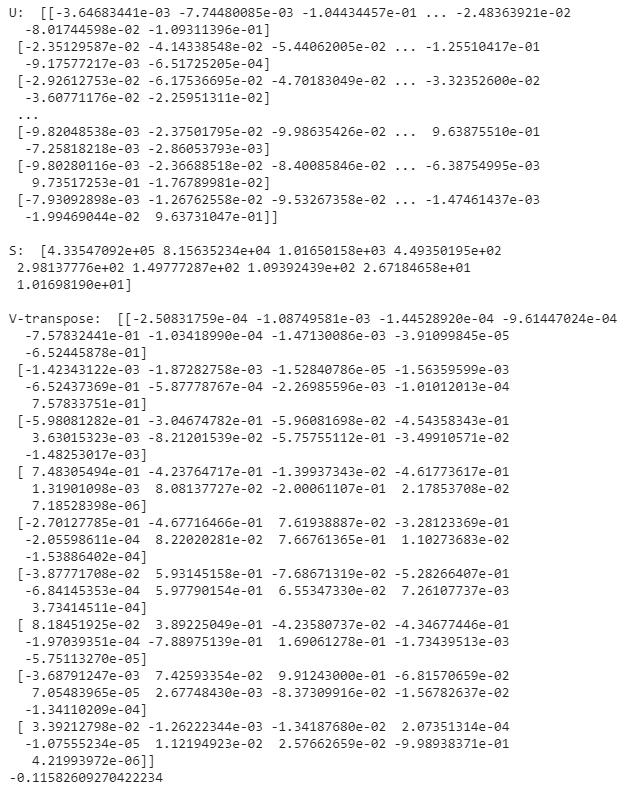 U:  [[-3.64683441e-03 -7.74480085e-03 -1.04434457e-01 ... -2.48363921e-02
  -8.01744598e-02 -1.09311396e-01]
 [-2.35129587e-02 -4.14338548e-02 -5.44062005e-02 ... -1.25510417e-01
  -9.17577217e-03 -6.51725205e-04]
 [-2.92612753e-02 -6.17536695e-02 -4.70183049e-02 ... -3.32352600e-02
  -3.60771176e-02 -2.25951311e-02]
 ...
 [-9.82048538e-03 -2.37501795e-02 -9.98635426e-02 ...  9.63875510e-01
  -7.25818218e-03 -2.86053793e-03]
 [-9.80280116e-03 -2.36688518e-02 -8.40085846e-02 ... -6.38754995e-03
   9.73517253e-01 -1.76789981e-02]
 [-7.93092898e-03 -1.26762558e-02 -9.53267358e-02 ... -1.47461437e-03
  -1.99469044e-02  9.63731047e-01]]
S:  [4.33547092e+05 8.15635234e+04 1.01650158e+03 4.49350195e+02
 2.98137776e+02 1.49777287e+02 1.09392439e+02 2.67184658e+01
 1.01698190e+01]
V-transpose:  [[-2.50831759e-04 -1.08749581e-03 -1.44528920e-04 -9.61447024e-04
  -7.57832441e-01 -1.03418990e-04 -1.47130086e-03 -3.91099845e-05
  -6.52445878e-01]
 [-1.42343122e-03 -1.87282758e-03 -1.52840786e-05 -1.56359599e-03
  -6.52437369e-01 -5.87778767e-04 -2.26985596e-03 -1.01012013e-04
   7.57833751e-01]
 [-5.98081282e-01 -3.04674782e-01 -5.96081698e-02 -4.54358343e-01
   3.63015323e-03 -8.21201539e-02 -5.75755112e-01 -3.49910571e-02
  -1.48253017e-03]
 [ 7.48305494e-01 -4.23764717e-01 -1.39937343e-02 -4.61773617e-01
   1.31901098e-03  8.08137727e-02 -2.00061107e-01  2.17853708e-02
   7.18528398e-06]
 [-2.70127785e-01 -4.67716466e-01  7.61938887e-02 -3.28123369e-01
  -2.05598611e-04  8.22020281e-02  7.66761365e-01  1.10273683e-02
  -1.53886402e-04]
 [-3.87771708e-02  5.93145158e-01 -7.68671319e-02 -5.28266407e-01
  -6.84145353e-04  5.97790154e-01  6.55347330e-02  7.26107737e-03
   3.73414511e-04]
 [ 8.18451925e-02  3.89225049e-01 -4.23580737e-02 -4.34677446e-01
  -1.97039351e-04 -7.88975139e-01  1.69061278e-01 -1.73439513e-03
  -5.75113270e-05]
 [-3.68791247e-03  7.42593354e-02  9.91243000e-01 -6.81570659e-02
   7.05483965e-05  2.67748430e-03 -8.37309916e-02 -1.56782637e-02
  -1.34110209e-04]
 [ 3.39212798e-02 -1.26222344e-03 -1.34187680e-02  2.07351314e-04
  -1.07555234e-05  1.12194923e-02  2.57662659e-02 -9.98938371e-01
   4.21993972e-06]]
-0.11582609270422234